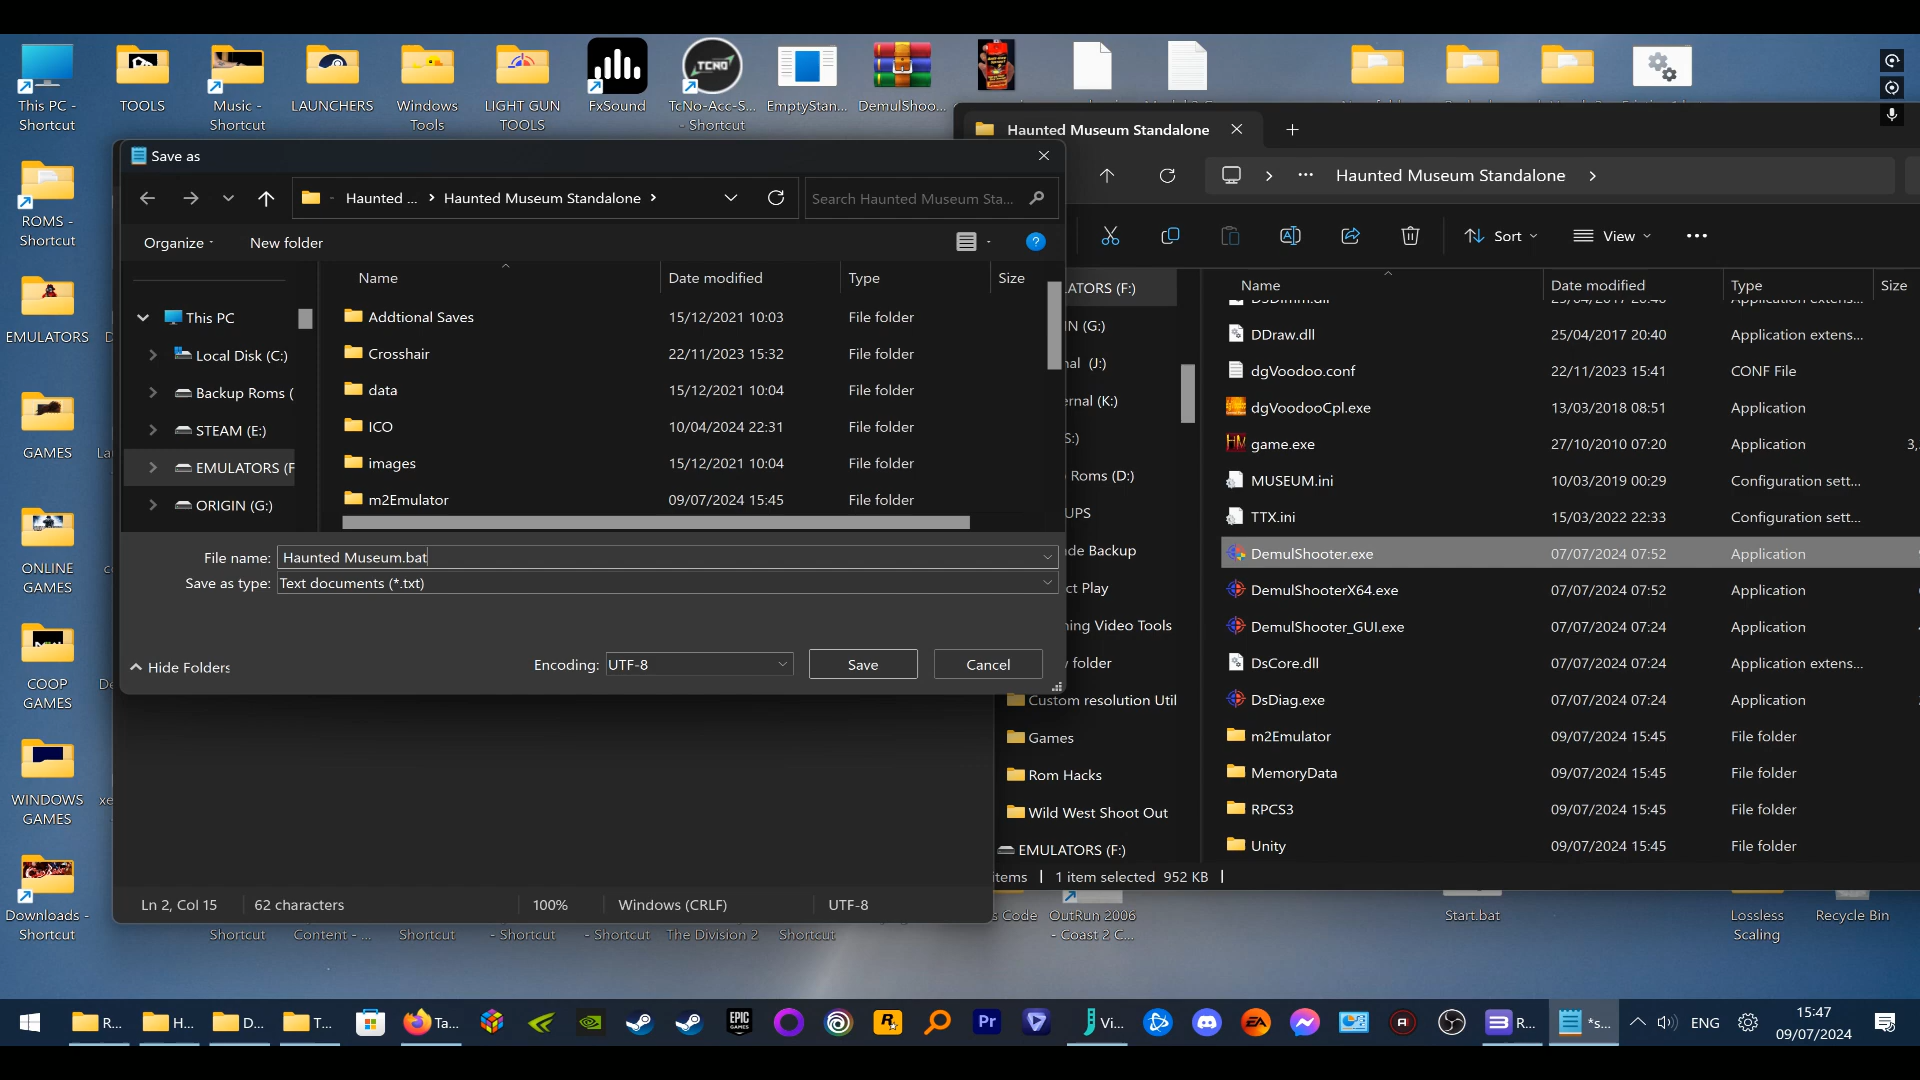 This PC -
Shortcut
TOOLS
Music -
Shortcut
LAUNCHERS
Windows
Tools
LIGHT GUN
TOOLS
FxSound
TCNO
TcNo-Acc-S...
- Shortcut
EmptyStan...
DemulShoo...
ROMS -
Shortcut
EMULATORS
GAMES
ONLINE
GAMES
COOP
GAMES
WINDOWS
GAMES
Downloads -
Shortcut
Save as
Haunted ...
Haunted Museum Standalone
Search Haunted Museum Sta...
Organize
New folder
Name
Date modified
Type
Size
This PC
Local Disk (C:)
Backup Roms (
STEAM (E:)
EMULATORS (F
ORIGIN (G:)
Addtional Saves 15/12/2021 10:03 File folder
Crosshair 22/11/2023 15:32 File folder
data 15/12/2021 10:04 File folder
ICO 10/04/2024 22:31 File folder
images 15/12/2021 10:04 File folder
m2Emulator 09/07/2024 15:45 File folder
File name: Haunted Museum.bat
Save as type: Text documents (*.txt)
Hide Folders
Encoding: UTF-8
Save
Cancel
Ln 2, Col 15
62 characters
100%
Windows (CRLF)
UTF-8
Shortcut
Content - ...
Shortcut
- Shortcut
- Shortcut
The Division 2
Shortcut
Haunted Museum Standalone
Haunted Museum Standalone
Sort
View
Name
Date modified
Type
Size
ATORS (F:)
IN (G:)
nal (J:)
ernal (K:)
S:)
Roms (D:)
UPS
de Backup
ct Play
ning Video Tools
folder
Custom resolution Util
Games
Rom Hacks
Wild West Shoot Out
EMULATORS (F:)
DDraw.dll 25/04/2017 20:40 Application extens...
dgVoodoo.conf 22/11/2023 15:41 CONF File
dgVoodooCpl.exe 13/03/2018 08:51 Application
game.exe 27/10/2010 07:20 Application 3,
MUSEUM.ini 10/03/2019 00:29 Configuration sett...
TTX.ini 15/03/2022 22:33 Configuration sett...
DemulShooter.exe 07/07/2024 07:52 Application
DemulShooterX64.exe 07/07/2024 07:52 Application
DemulShooter_GUI.exe 07/07/2024 07:24 Application
DsCore.dll 07/07/2024 07:24 Application extens...
DsDiag.exe 07/07/2024 07:24 Application
m2Emulator 09/07/2024 15:45 File folder
MemoryData 09/07/2024 15:45 File folder
RPCS3 09/07/2024 15:45 File folder
Unity 09/07/2024 15:45 File folder
items
1 item selected 952 KB
s Code
OutRun 2006
- Coast 2 C...
Start.bat
Lossless
Scaling
Recycle Bin
R...
H...
D...
T...
Ta...
EPIC
GAMES
Pr
Vi...
EA
R...
*s...
ENG
15:47
09/07/2024